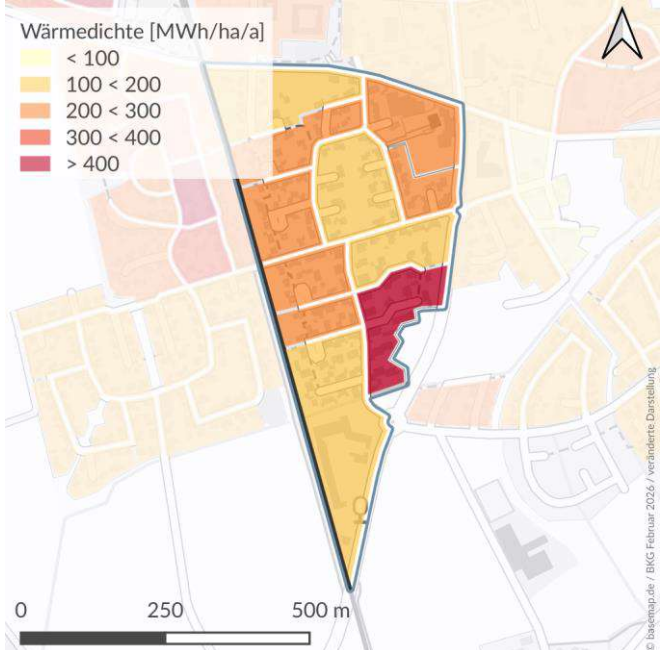 Wärmedichte [MWh/ha/a]
< 100
100 < 200
200 < 300
300 < 400
> 400
0 250 500 m
© basemap.de / BKG Februar 2026 / veränderte Darstellung